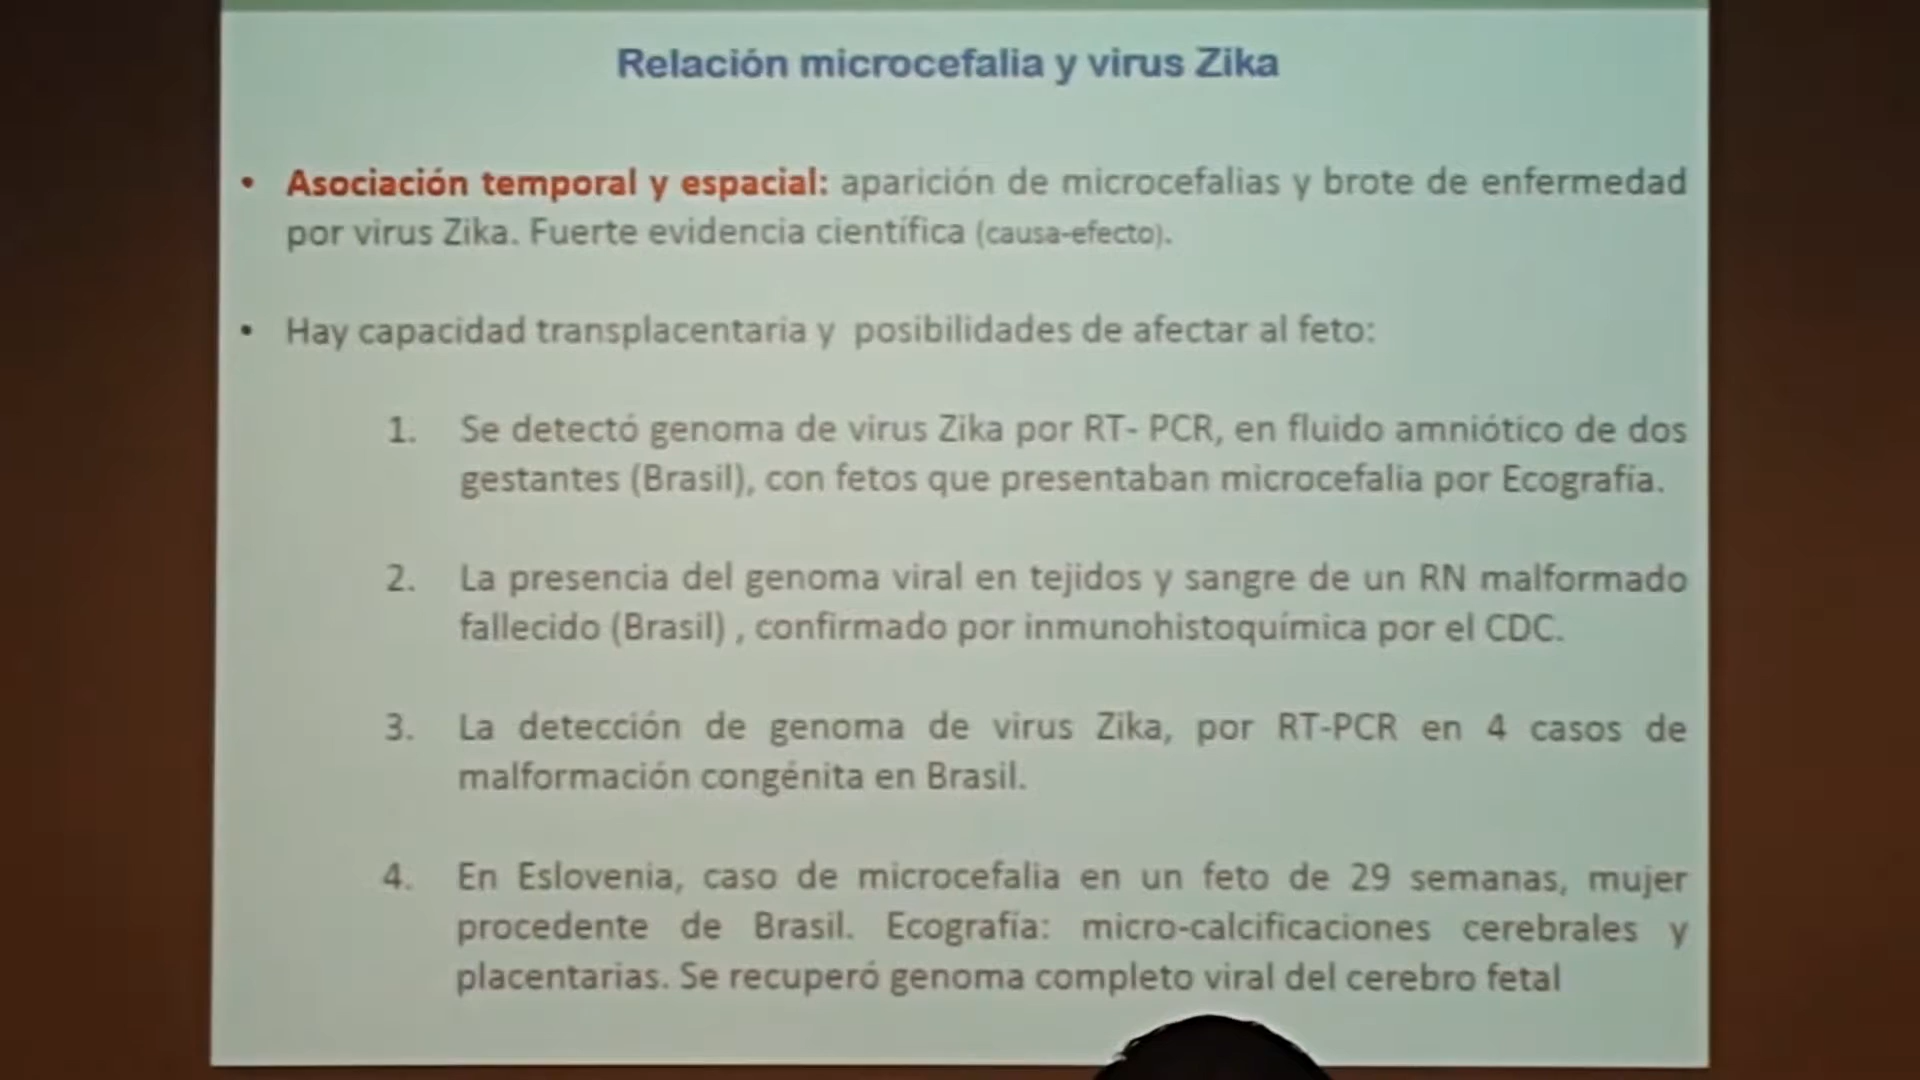 Relación microcefalia y virus Zika
• Asociación temporal y espacial: aparición de microcefalias y brote de enfermedad
por virus Zika. Fuerte evidencia científica (causa-efecto).
• Hay capacidad transplacentaria y posibilidades de afectar al feto:
1. Se detectó genoma de virus Zika por RT- PCR, en fluido amniótico de dos
gestantes (Brasil), con fetos que presentaban microcefalia por Ecografía.
2. La presencia del genoma viral en tejidos y sangre de un RN malformado
fallecido (Brasil) , confirmado por inmunohistoquímica por el CDC.
3. La detección de genoma de virus Zika, por RT-PCR en 4 casos de
malformación congénita en Brasil.
4. En Eslovenia, caso de microcefalia en un feto de 29 semanas, mujer
procedente de Brasil. Ecografía: micro-calcificaciones cerebrales y
placentarias. Se recuperó genoma completo viral del cerebro fetal